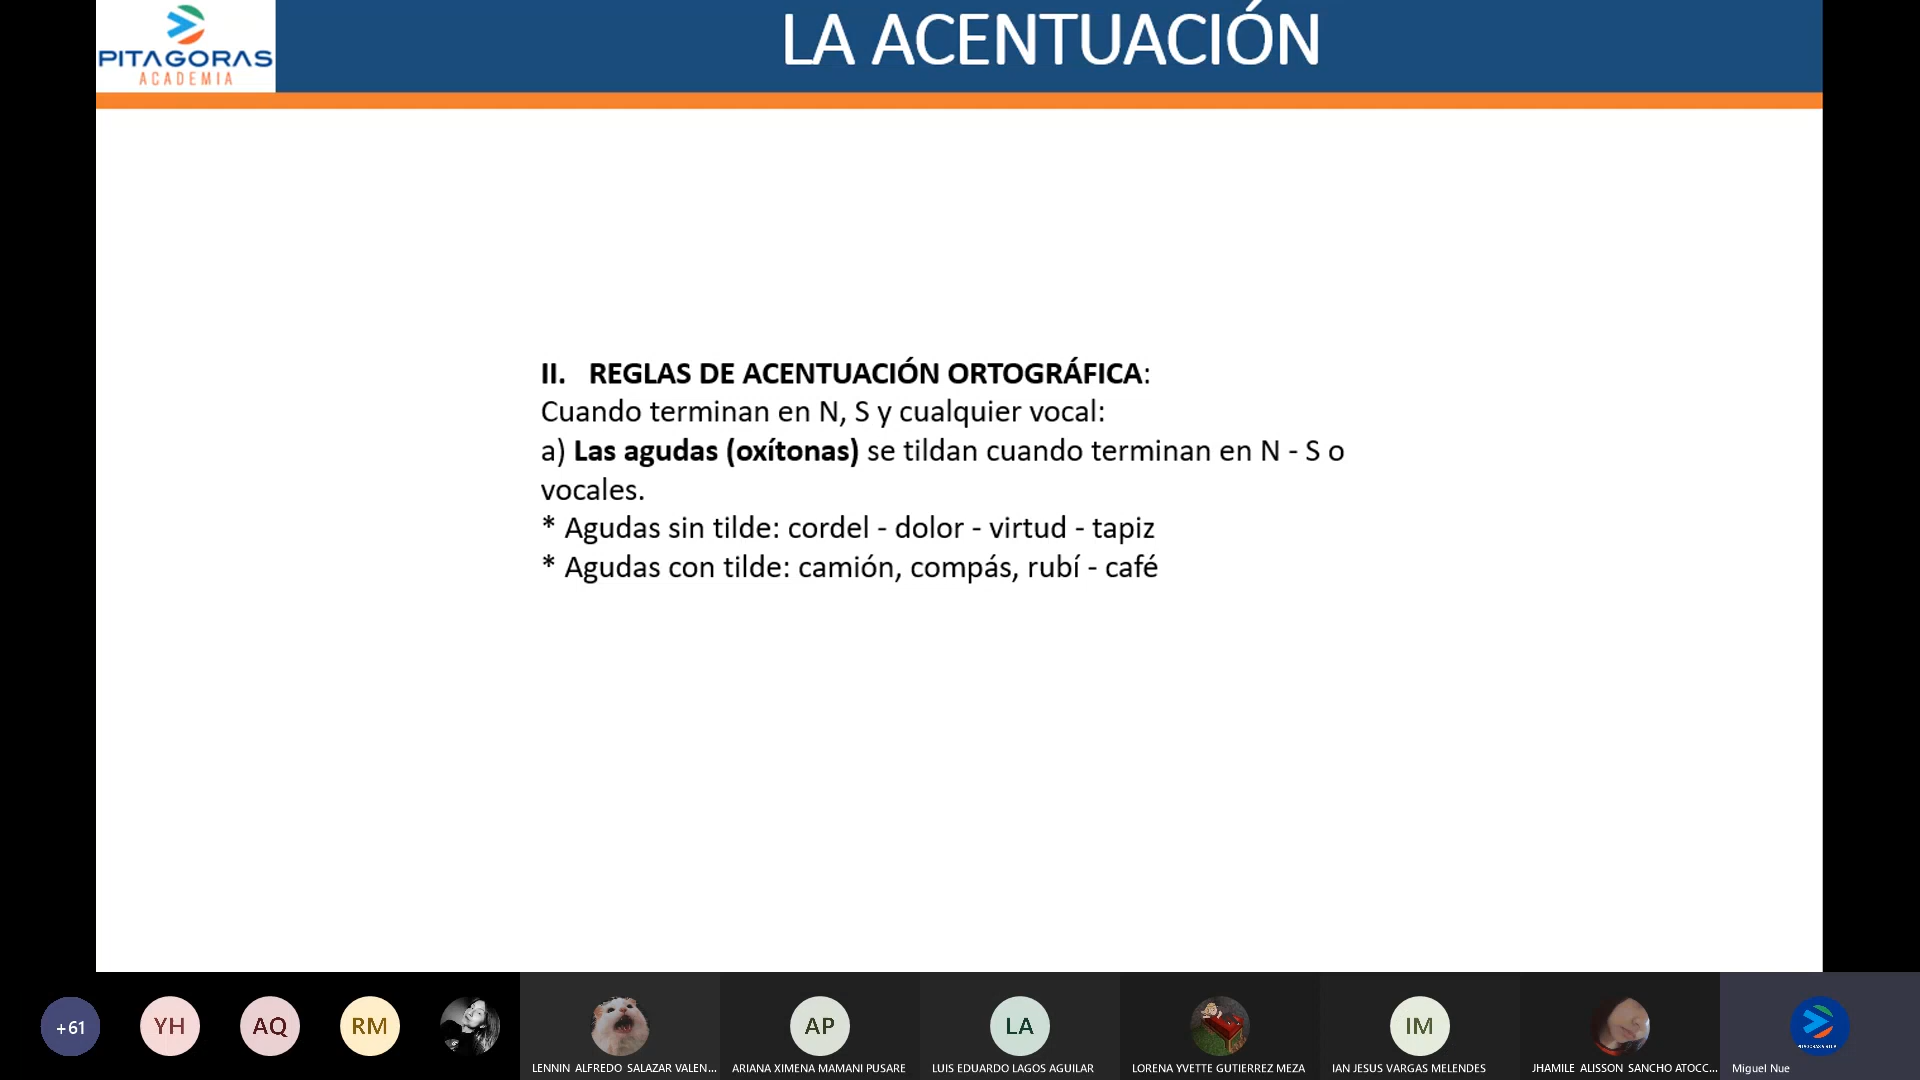 PITAGORAS
ACADEMIA
LA ACENTUACIÓN
II. REGLAS DE ACENTUACIÓN ORTOGRÁFICA:
Cuando terminan en N, S y cualquier vocal:
a) Las agudas (oxítonas) se tildan cuando terminan en N - S o
vocales.
* Agudas sin tilde: cordel - dolor - virtud - tapiz
* Agudas con tilde: camión, compás, rubí - café
+61
YH
AQ
RM
AP
LA
IM
LENNIN ALFREDO SALAZAR VALEN...
ARIANA XIMENA MAMANI PUSARE
LUIS EDUARDO LAGOS AGUILAR
LORENA YVETTE GUTIERREZ MEZA
IAN JESUS VARGAS MELENDES
JHAMILE ALISSON SANCHO ATOCC...
Miguel Nue